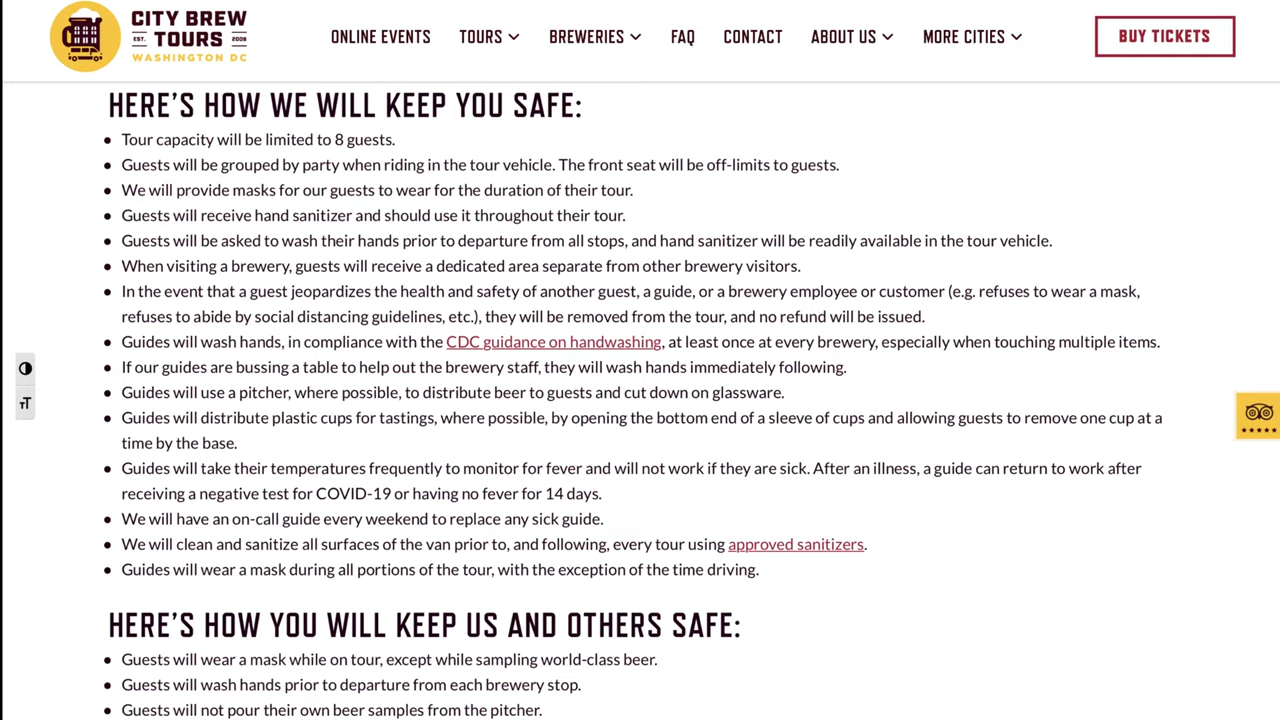 CITY BREW
EST. TOURS 2008
WASHINGTON DC
ONLINE EVENTS TOURS BREWERIES FAQ CONTACT ABOUT US MORE CITIES BUY TICKETS
HERE'S HOW WE WILL KEEP YOU SAFE:
• Tour capacity will be limited to 8 guests.
• Guests will be grouped by party when riding in the tour vehicle. The front seat will be off-limits to guests.
• We will provide masks for our guests to wear for the duration of their tour.
• Guests will receive hand sanitizer and should use it throughout their tour.
• Guests will be asked to wash their hands prior to departure from all stops, and hand sanitizer will be readily available in the tour vehicle.
• When visiting a brewery, guests will receive a dedicated area separate from other brewery visitors.
• In the event that a guest jeopardizes the health and safety of another guest, a guide, or a brewery employee or customer (e.g. refuses to wear a mask,
refuses to abide by social distancing guidelines, etc.), they will be removed from the tour, and no refund will be issued.
• Guides will wash hands, in compliance with the CDC guidance on handwashing, at least once at every brewery, especially when touching multiple items.
• If our guides are bussing a table to help out the brewery staff, they will wash hands immediately following.
• Guides will use a pitcher, where possible, to distribute beer to guests and cut down on glassware.
• Guides will distribute plastic cups for tastings, where possible, by opening the bottom end of a sleeve of cups and allowing guests to remove one cup at a
time by the base.
• Guides will take their temperatures frequently to monitor for fever and will not work if they are sick. After an illness, a guide can return to work after
receiving a negative test for COVID-19 or having no fever for 14 days.
• We will have an on-call guide every weekend to replace any sick guide.
• We will clean and sanitize all surfaces of the van prior to, and following, every tour using approved sanitizers.
• Guides will wear a mask during all portions of the tour, with the exception of the time driving.
HERE'S HOW YOU WILL KEEP US AND OTHERS SAFE:
• Guests will wear a mask while on tour, except while sampling world-class beer.
• Guests will wash hands prior to departure from each brewery stop.
• Guests will not pour their own beer samples from the pitcher.